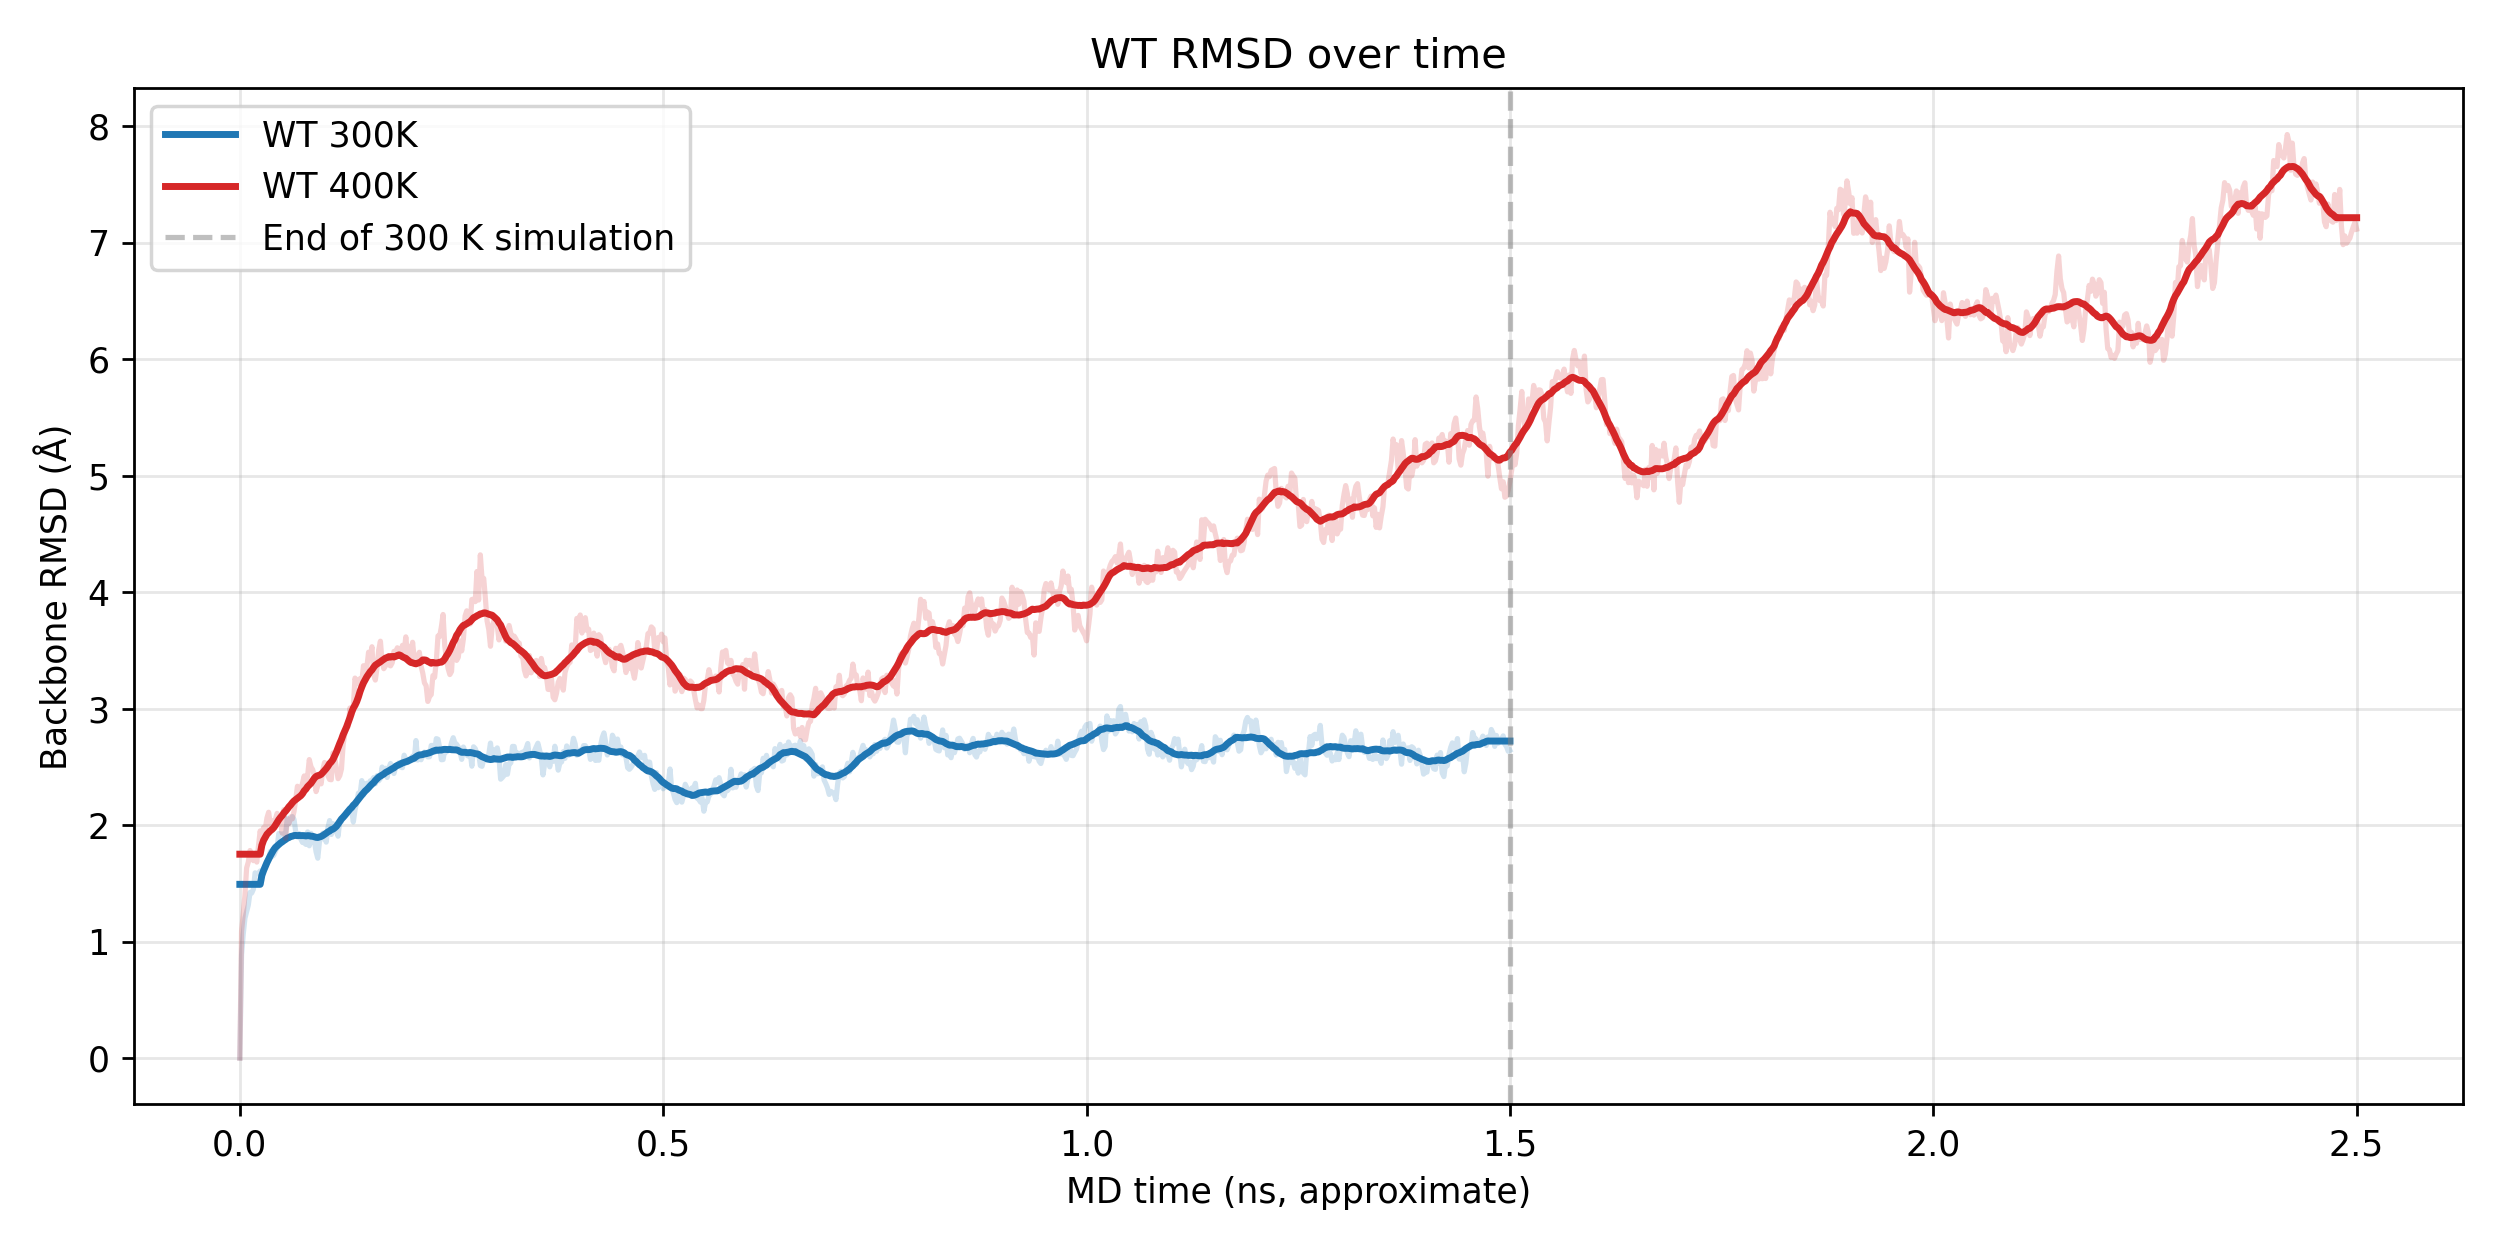 WT RMSD over time
WT 300K
WT 400K
End of 300 K simulation
Backbone RMSD (Å)
8
7
6
5
4
3
2
1
0
0.0 0.5 1.0 1.5 2.0 2.5
MD time (ns, approximate)